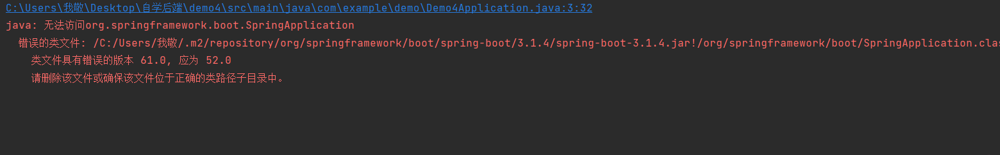 C:\Users\我敬\Desktop\自学后端\demo4\src\main\java\com\example\demo\Demo4Application.java:3:32
java: 无法访问org.springframework.boot.SpringApplication
错误的类文件: /C:/Users/我敬/.m2/repository/org/springframework/boot/spring-boot/3.1.4/spring-boot-3.1.4.jar!/org/springframework/boot/SpringApplication.clas
类文件具有错误的版本 61.0, 应为 52.0
请删除该文件或确保该文件位于正确的类路径子目录中。